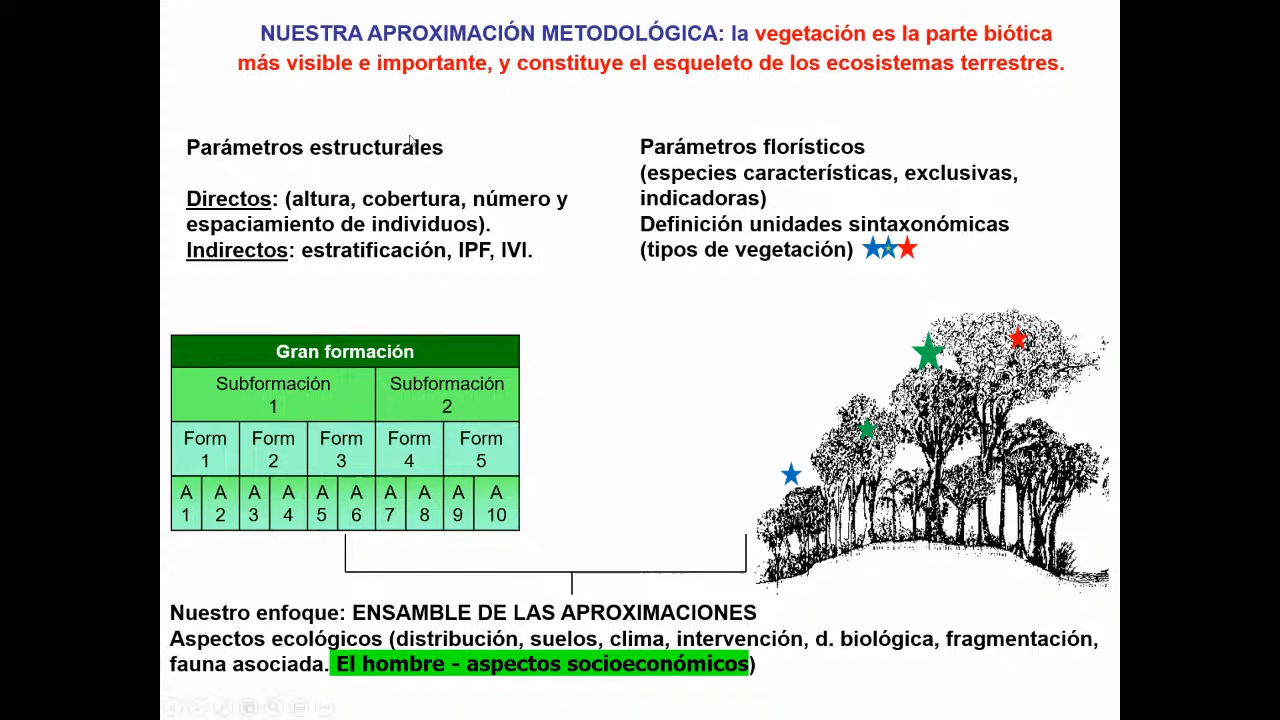 NUESTRA APROXIMACIÓN METODOLÓGICA: la vegetación es la parte biótica
más visible e importante, y constituye el esqueleto de los ecosistemas terrestres.
Parámetros estructurales
Directos: (altura, cobertura, número y
espaciamiento de individuos).
Indirectos: estratificación, IPF, IVI.
Parámetros florísticos
(especies características, exclusivas,
indicadoras)
Definición unidades sintaxonómicas
(tipos de vegetación)
Gran formación
Subformación
1
Subformación
2
Form
1
Form
2
Form
3
Form
4
Form
5
A
1
A
2
A
3
A
4
A
5
A
6
A
7
A
8
A
9
A
10
Nuestro enfoque: ENSAMBLE DE LAS APROXIMACIONES
Aspectos ecológicos (distribución, suelos, clima, intervención, d. biológica, fragmentación,
fauna asociada. El hombre - aspectos socioeconómicos)